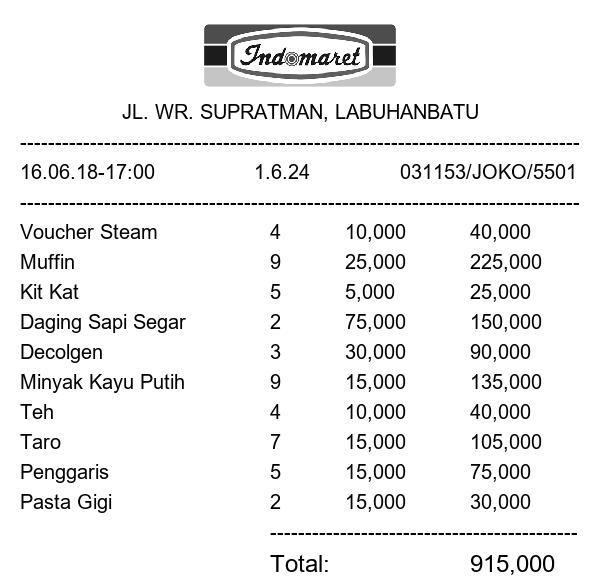 Indomaret
JL. WR. SUPRATMAN, LABUHANBATU
--------------------------------------------------------------------------------
16.06.18-17:00 1.6.24 031153/JOKO/5501
--------------------------------------------------------------------------------
Voucher Steam 4 10,000 40,000
Muffin 9 25,000 225,000
Kit Kat 5 5,000 25,000
Daging Sapi Segar 2 75,000 150,000
Decolgen 3 30,000 90,000
Minyak Kayu Putih 9 15,000 135,000
Teh 4 10,000 40,000
Taro 7 15,000 105,000
Penggaris 5 15,000 75,000
Pasta Gigi 2 15,000 30,000
--------------------------------------------
Total: 915,000